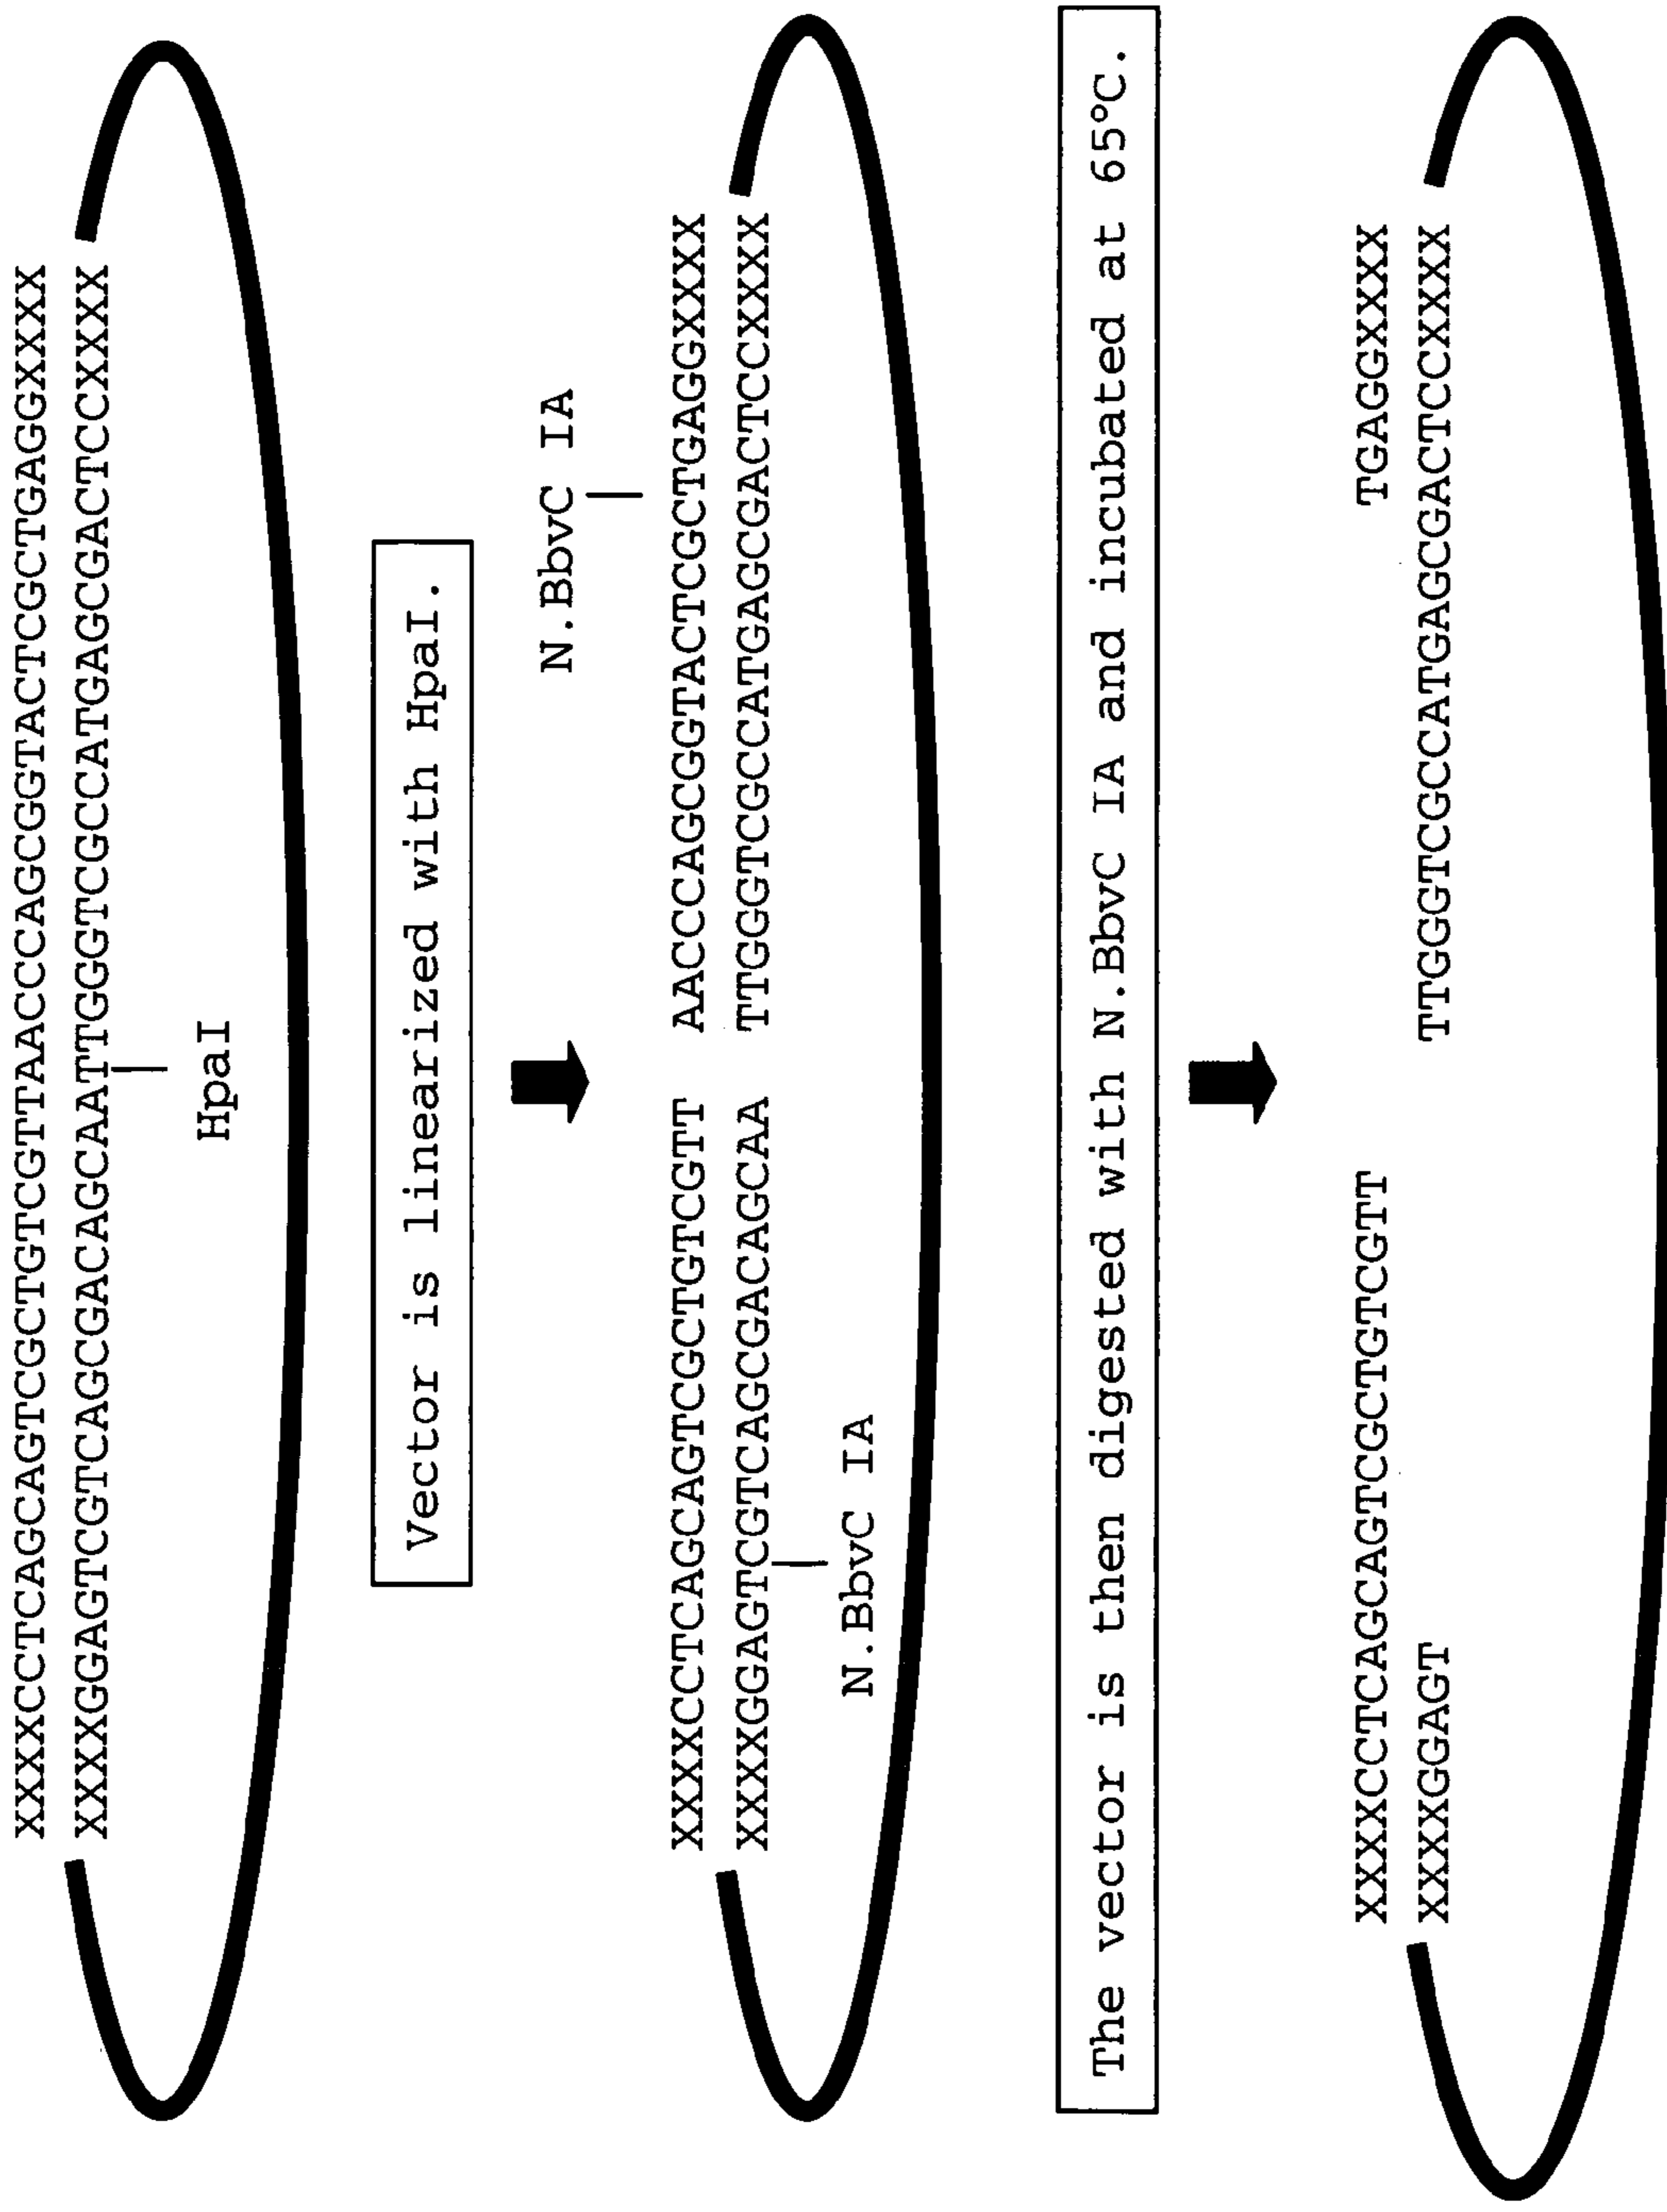 XXXXCCTCAGCAGTCGCTGTCGTTAACCCAGCGGTACTCGCTGAGGXXXX
XXXXGGAGTCGTCAGCGACAGCAATTGGGTCGCCATGAGCGACTCCXXXX
HpaI
Vector is linearized with HpaI.
N.BbvC IA
XXXXCCTCAGCAGTCGCTGTCGTT AACCCAGCGGTACTCGCTGAGGXXXX
XXXXGGAGTCGTCAGCGACAGCAA TTGGGTCGCCATGAGCGACTCCXXXX
N.BbvC IA
The vector is then digested with N.BbvC IA and incubated at 65°C.
XXXXCCTCAGCAGTCGCTGTCGTT TGAGGXXXX
XXXXGGAGT TTGGGTCGCCATGAGCGACTCCXXXX